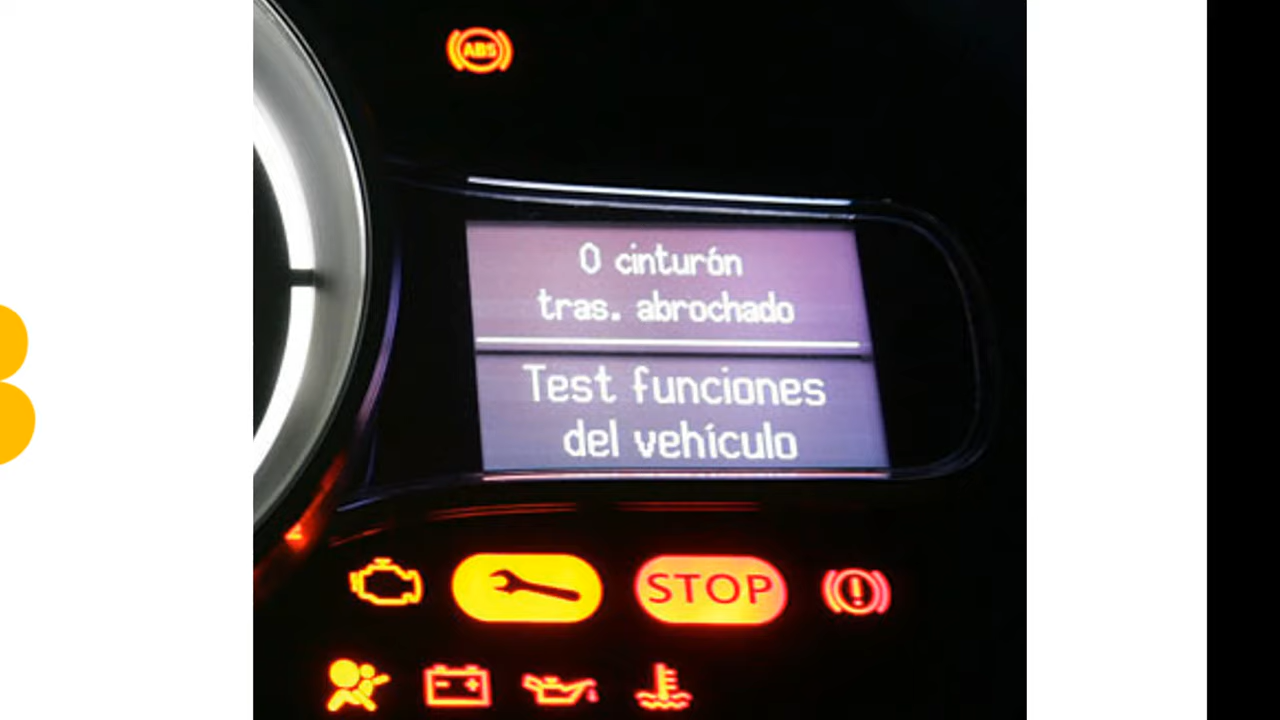 ABS
0 cinturón
tras. abrochado
Test funciones
del vehículo
STOP